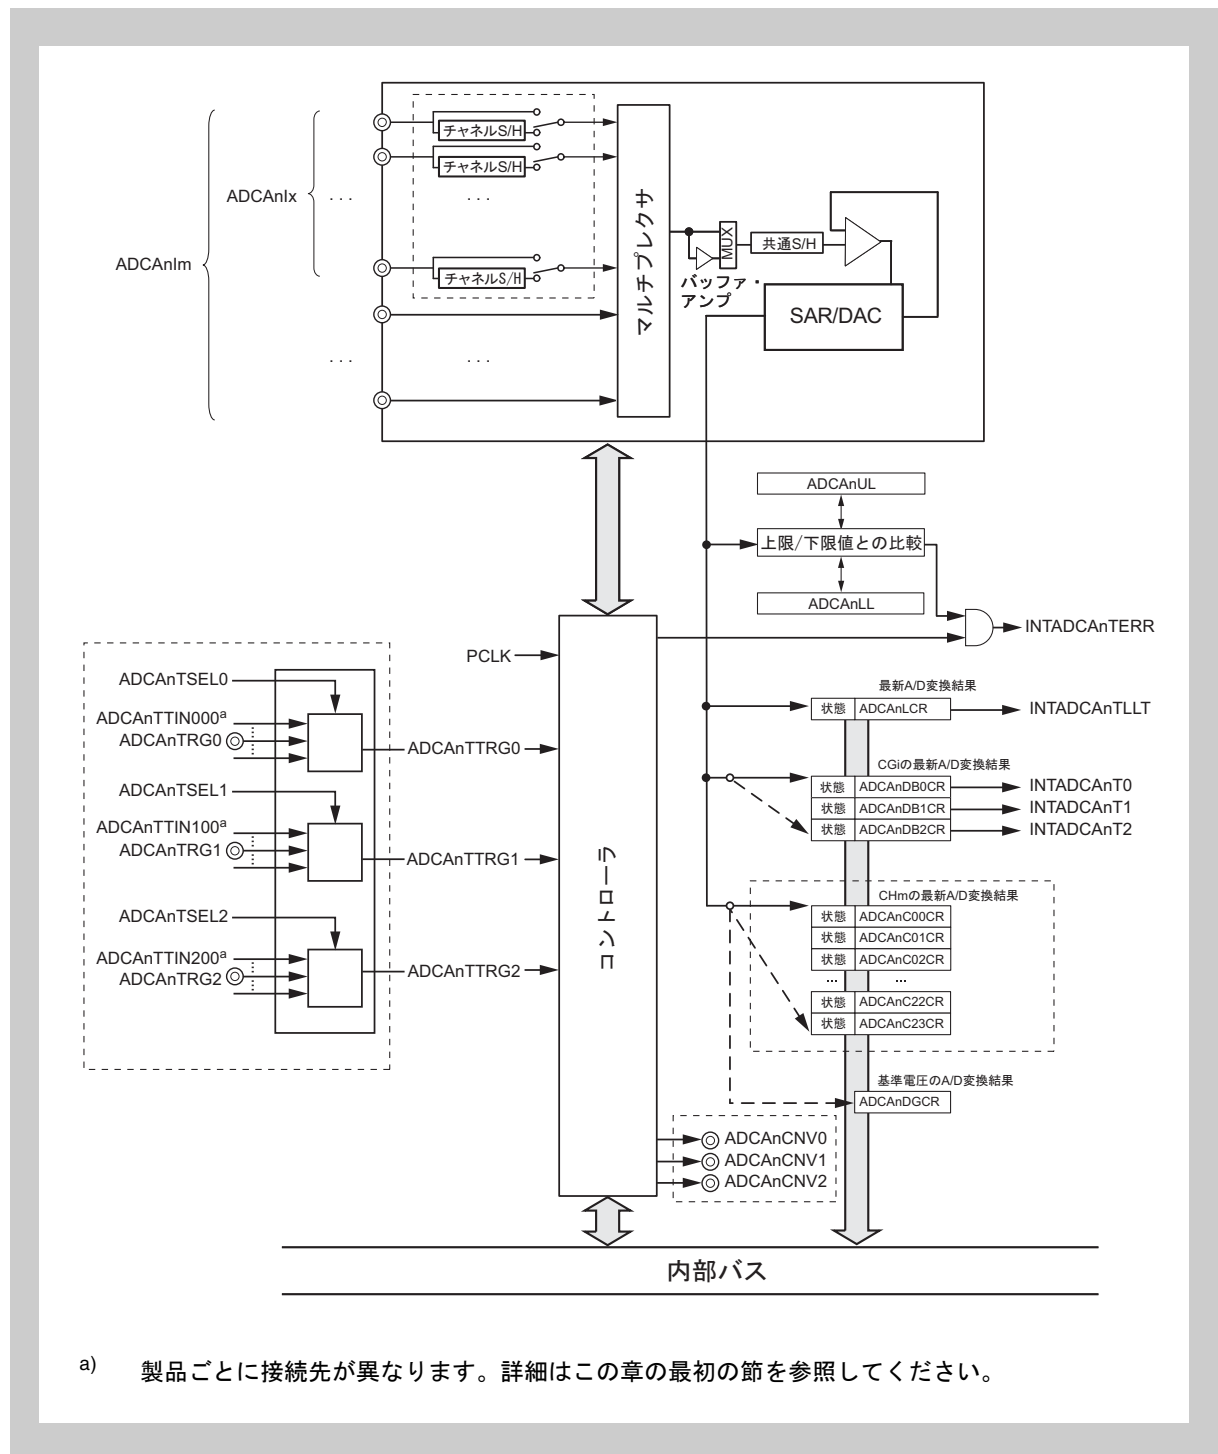 チャネルS/H
チャネルS/H
ADCAnIx
. . .
. . .
ADCAnIm
チャネルS/H
マルチプレクサ
MUX
共通S/H
バッファ・
アンプ
SAR/DAC
. . .
. . .
ADCAnUL
上限/下限値との比較
ADCAnLL
INTADCAnTERR
PCLK
ADCAnTSEL0
ADCAnTTIN000a
ADCAnTRG0
ADCAnTTRG0
ADCAnTSEL1
ADCAnTTIN100a
ADCAnTRG1
ADCAnTTRG1
ADCAnTSEL2
ADCAnTTIN200a
ADCAnTRG2
ADCAnTTRG2
コントローラ
最新A/D変換結果
状態 ADCAnLCR
INTADCAnTLLT
CGiの最新A/D変換結果
状態 ADCAnDB0CR
INTADCAnT0
状態 ADCAnDB1CR
INTADCAnT1
状態 ADCAnDB2CR
INTADCAnT2
CHmの最新A/D変換結果
状態 ADCAnC00CR
状態 ADCAnC01CR
状態 ADCAnC02CR
... ...
状態 ADCAnC22CR
状態 ADCAnC23CR
基準電圧のA/D変換結果
ADCAnDGCR
ADCAnCNV0
ADCAnCNV1
ADCAnCNV2
内部バス
a) 製品ごとに接続先が異なります。詳細はこの章の最初の節を参照してください。